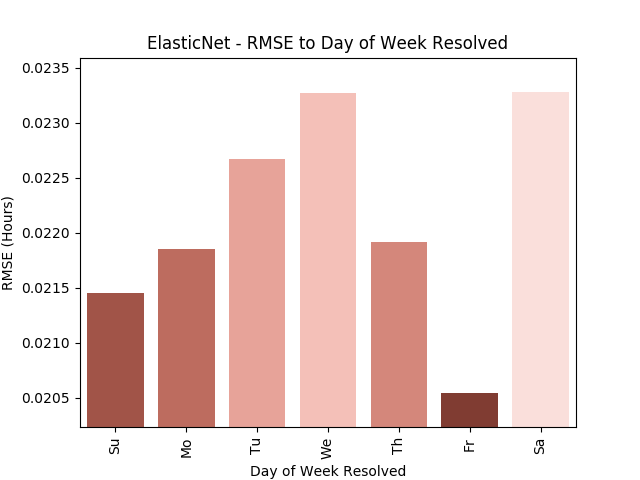 ElasticNet - RMSE to Day of Week Resolved
RMSE (Hours)
0.0235
0.0230
0.0225
0.0220
0.0215
0.0210
0.0205
Su
Mo
Tu
We
Th
Fr
Sa
Day of Week Resolved